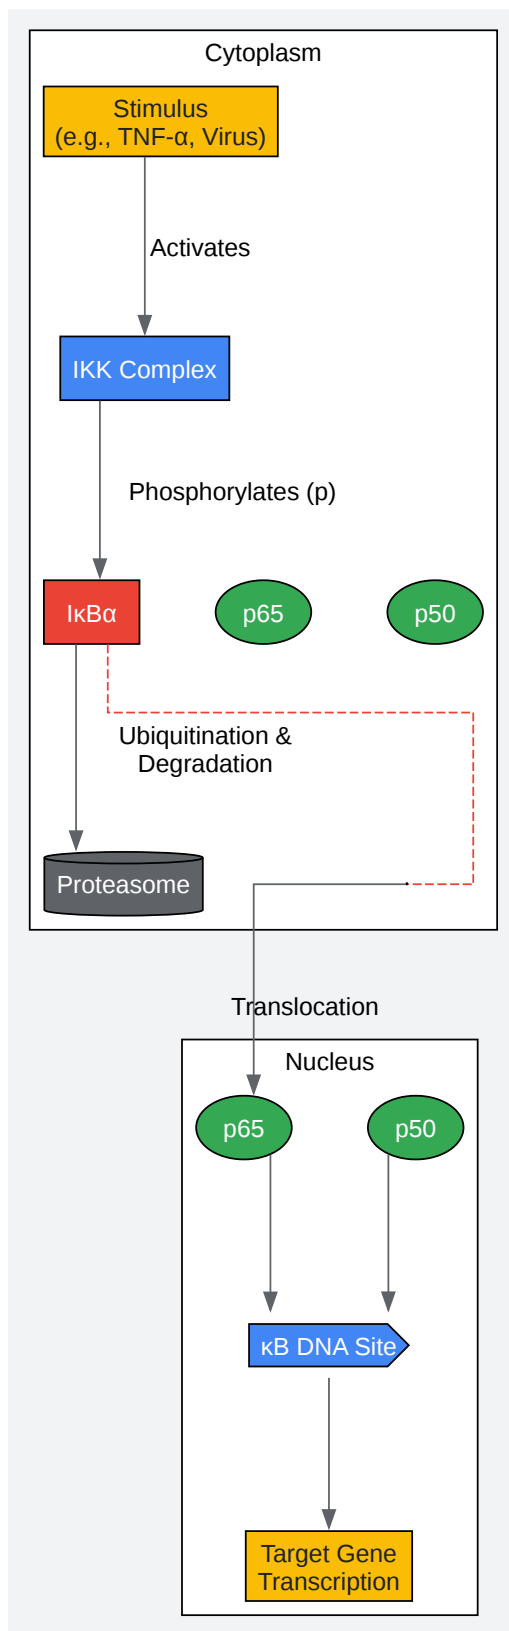 Cytoplasm
Stimulus
(e.g., TNF-α, Virus)
Activates
IKK Complex
Phosphorylates (p)
IκBα
p65
p50
Ubiquitination &
Degradation
Proteasome
Translocation
Nucleus
p65
p50
κB DNA Site
Target Gene
Transcription